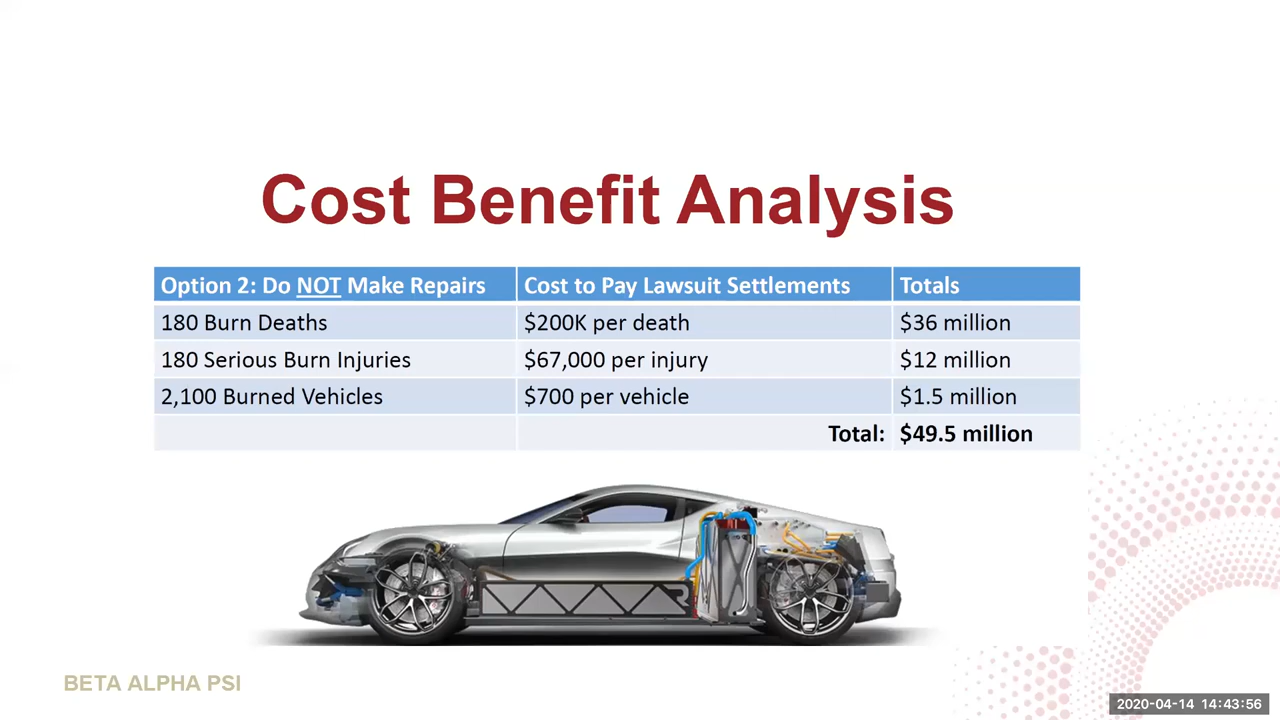 Cost Benefit Analysis
Option 2: Do NOT Make Repairs Cost to Pay Lawsuit Settlements Totals
180 Burn Deaths $200K per death $36 million
180 Serious Burn Injuries $67,000 per injury $12 million
2,100 Burned Vehicles $700 per vehicle $1.5 million
Total: $49.5 million
BETA ALPHA PSI
2020-04-14 14:43:56